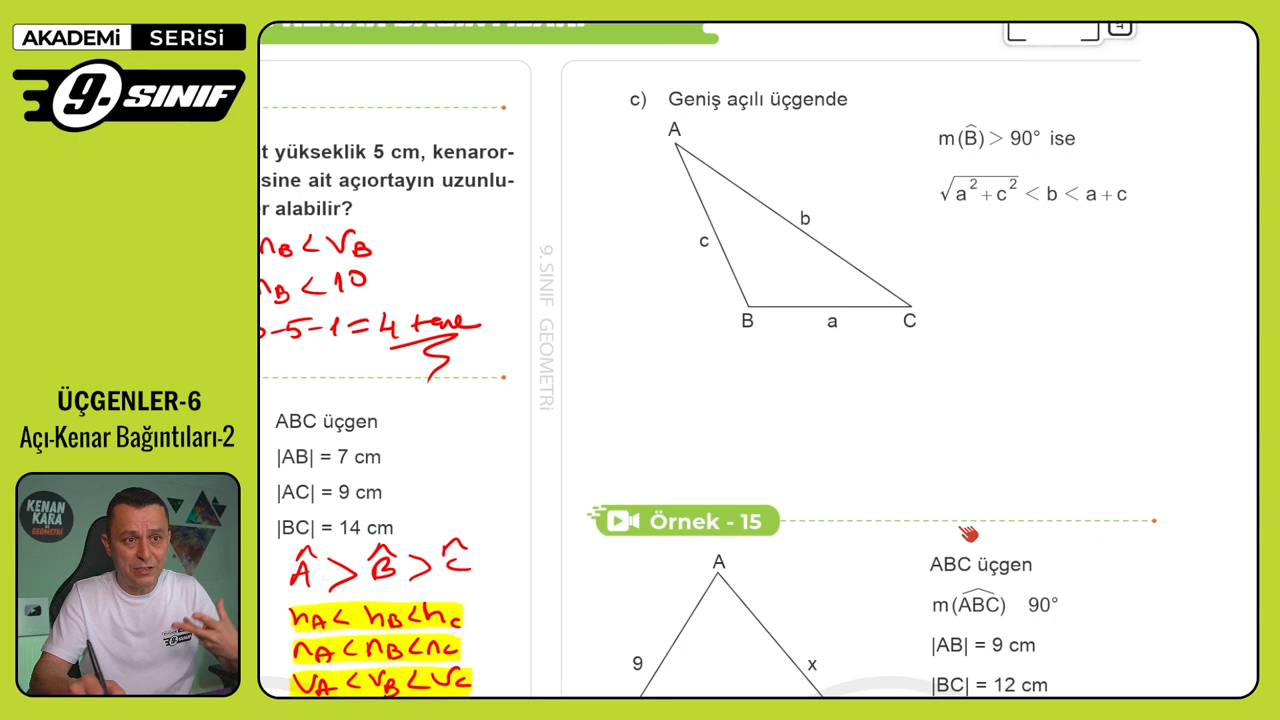 AKADEMİ SERİSİ
9. SINIF
ÜÇGENLER-6
Açı-Kenar Bağıntıları-2
KENAN
KARA
GEOMETRİ
9.SINIF
t yükseklik 5 cm, kenaror-
sine ait açıortayın uzunlu-
r alabilir?
nB < VB
nB < 10
-5-1 = 4 tane
ABC üçgen
|AB| = 7 cm
|AC| = 9 cm
|BC| = 14 cm
Â > B̂ > Ĉ
hA < hB < hC
nA < nB < nC
VA < VB < VC
9. SINIF GEOMETRİ
c) Geniş açılı üçgende
A
m(B̂) > 90° ise
√a²+c² < b < a+c
b
c
B a C
Örnek - 15
A
ABC üçgen
m(ABC) 90°
|AB| = 9 cm
9 x
|BC| = 12 cm